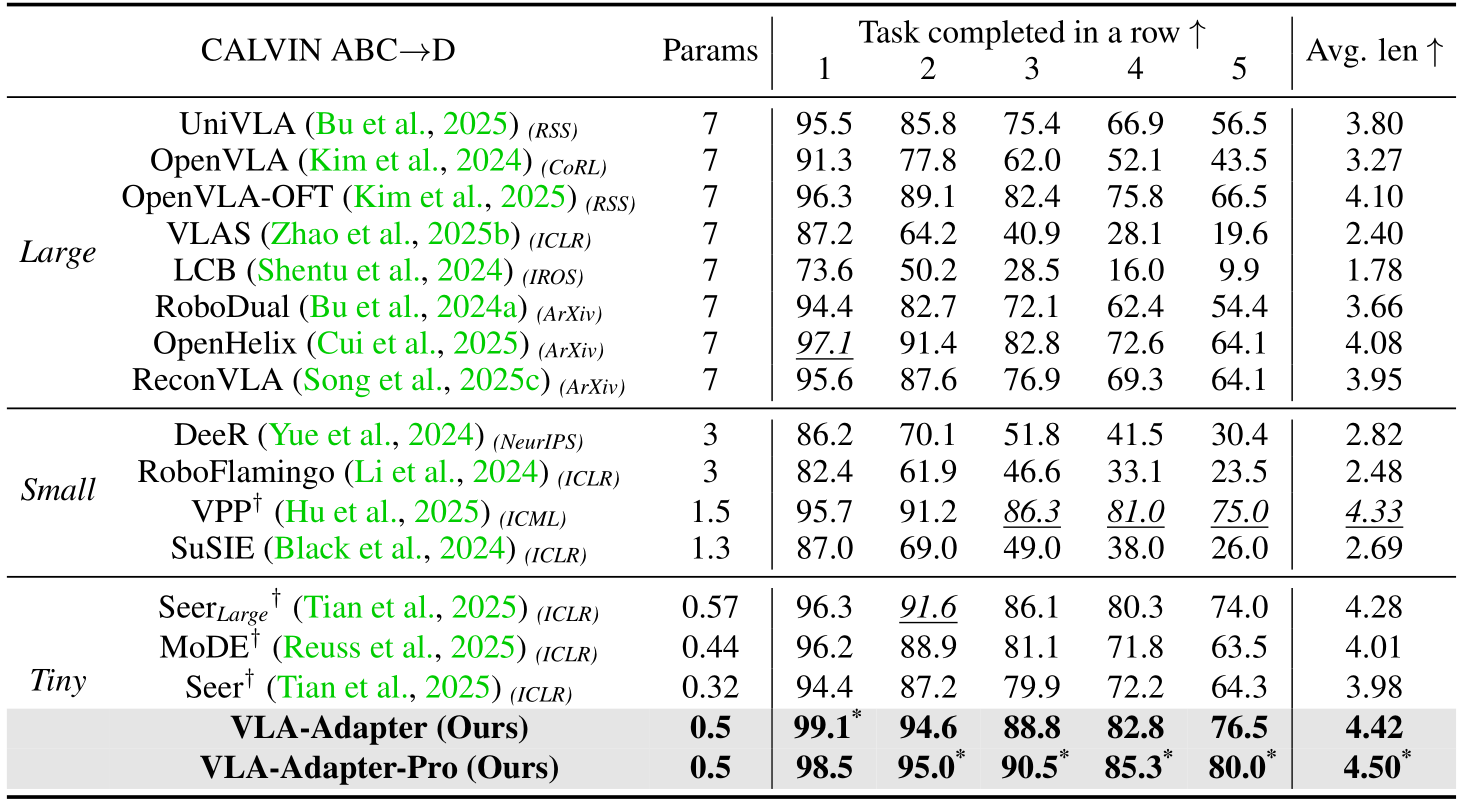 CALVIN ABC→D Params Task completed in a row ↑ Avg. len ↑
1 2 3 4 5
Large
UniVLA (Bu et al., 2025) (RSS) 7 95.5 85.8 75.4 66.9 56.5 3.80
OpenVLA (Kim et al., 2024) (CoRL) 7 91.3 77.8 62.0 52.1 43.5 3.27
OpenVLA-OFT (Kim et al., 2025) (RSS) 7 96.3 89.1 82.4 75.8 66.5 4.10
VLAS (Zhao et al., 2025b) (ICLR) 7 87.2 64.2 40.9 28.1 19.6 2.40
LCB (Shentu et al., 2024) (IROS) 7 73.6 50.2 28.5 16.0 9.9 1.78
RoboDual (Bu et al., 2024a) (ArXiv) 7 94.4 82.7 72.1 62.4 54.4 3.66
OpenHelix (Cui et al., 2025) (ArXiv) 7 97.1 91.4 82.8 72.6 64.1 4.08
ReconVLA (Song et al., 2025c) (ArXiv) 7 95.6 87.6 76.9 69.3 64.1 3.95
Small
DeeR (Yue et al., 2024) (NeurIPS) 3 86.2 70.1 51.8 41.5 30.4 2.82
RoboFlamingo (Li et al., 2024) (ICLR) 3 82.4 61.9 46.6 33.1 23.5 2.48
VPP† (Hu et al., 2025) (ICML) 1.5 95.7 91.2 86.3 81.0 75.0 4.33
SuSIE (Black et al., 2024) (ICLR) 1.3 87.0 69.0 49.0 38.0 26.0 2.69
Tiny
SeerLarge† (Tian et al., 2025) (ICLR) 0.57 96.3 91.6 86.1 80.3 74.0 4.28
MoDE† (Reuss et al., 2025) (ICLR) 0.44 96.2 88.9 81.1 71.8 63.5 4.01
Seer† (Tian et al., 2025) (ICLR) 0.32 94.4 87.2 79.9 72.2 64.3 3.98
VLA-Adapter (Ours) 0.5 99.1* 94.6 88.8 82.8 76.5 4.42
VLA-Adapter-Pro (Ours) 0.5 98.5 95.0* 90.5* 85.3* 80.0* 4.50*